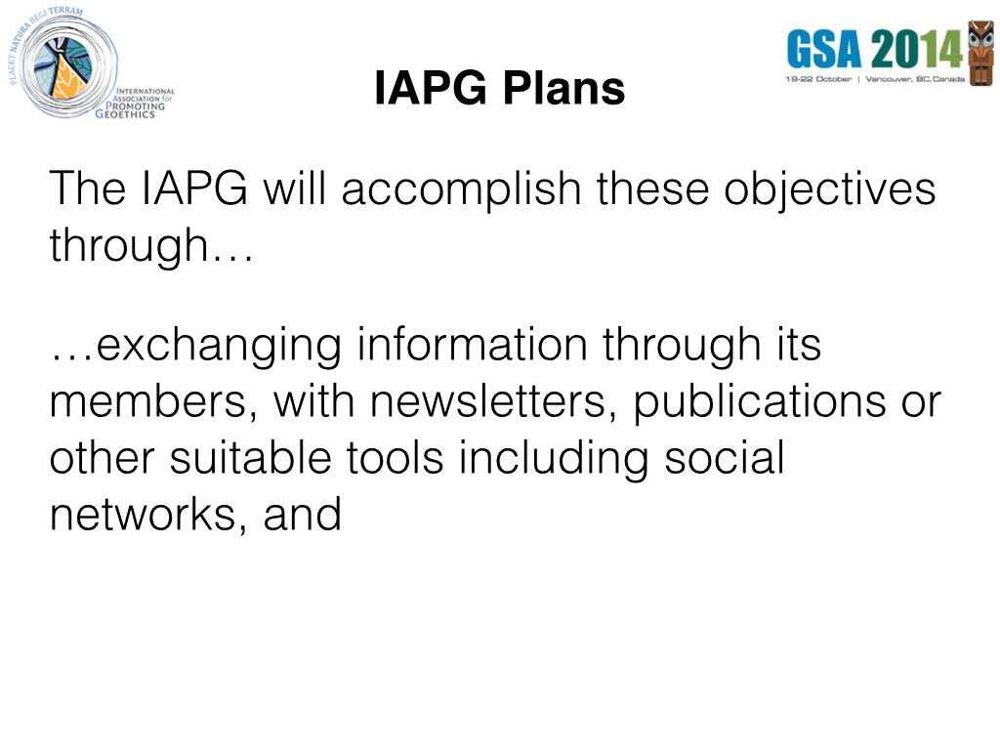 PLACET NATURA REGI TERRAM
INTERNATIONAL
ASSOCIATION for
PROMOTING
GEOETHICS
GSA 2014
19-22 October | Vancouver, BC, Canada
IAPG Plans
The IAPG will accomplish these objectives
through…
…exchanging information through its
members, with newsletters, publications or
other suitable tools including social
networks, and